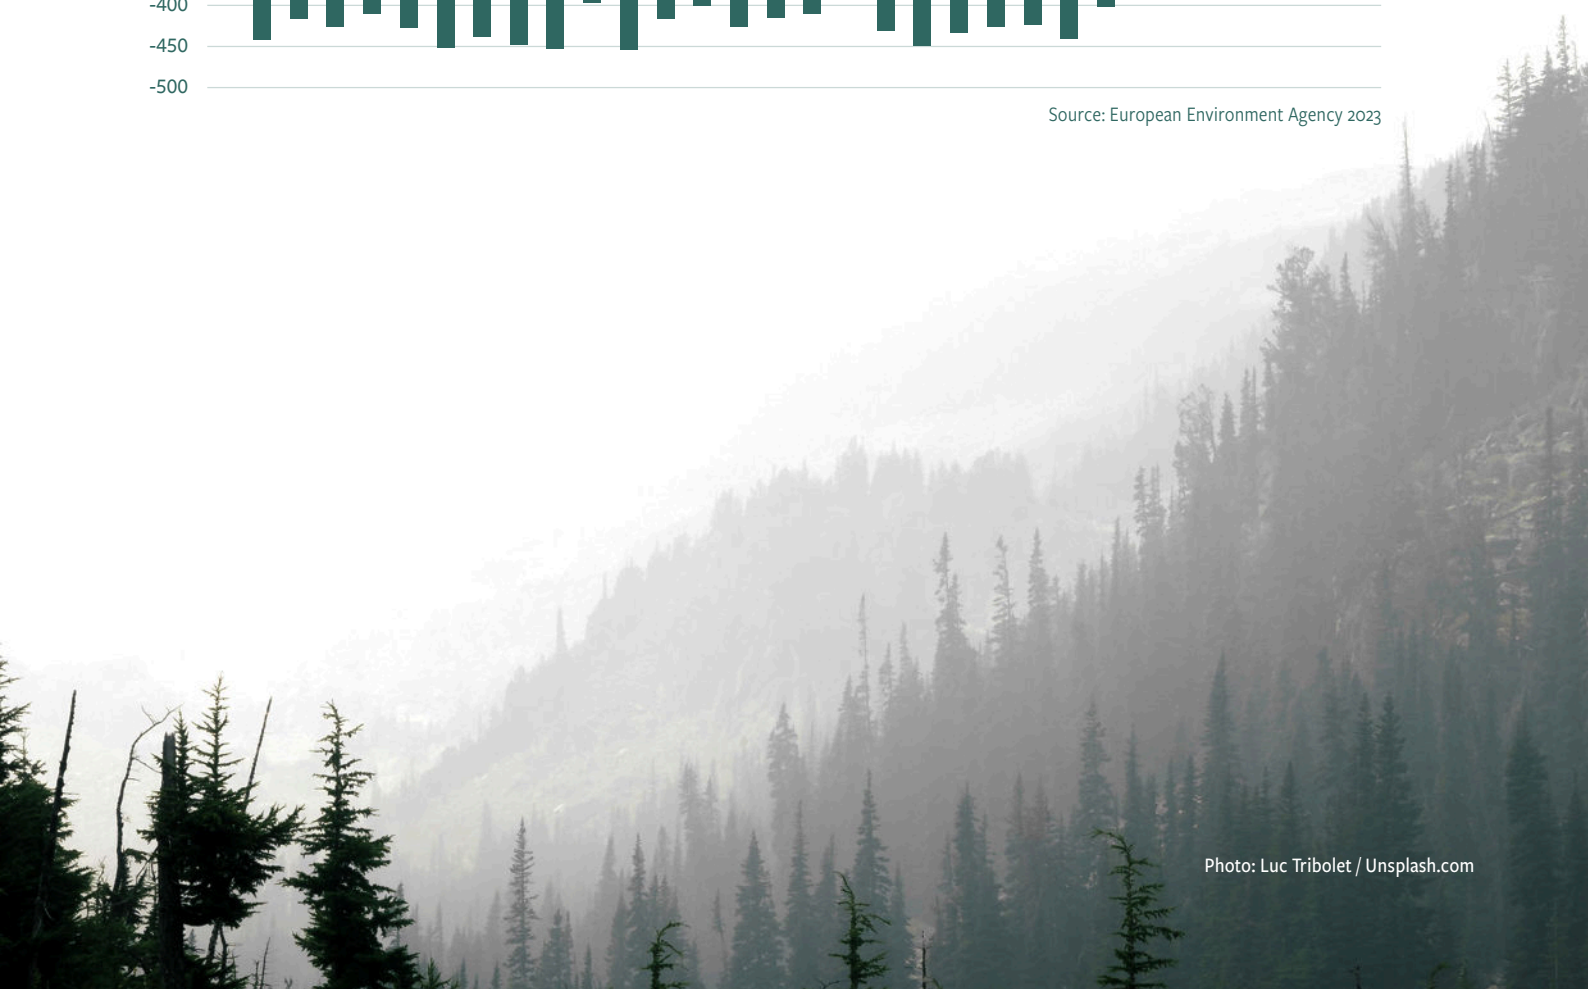 -400
-450
-500
Source: European Environment Agency 2023
Photo: Luc Tribolet / Unsplash.com